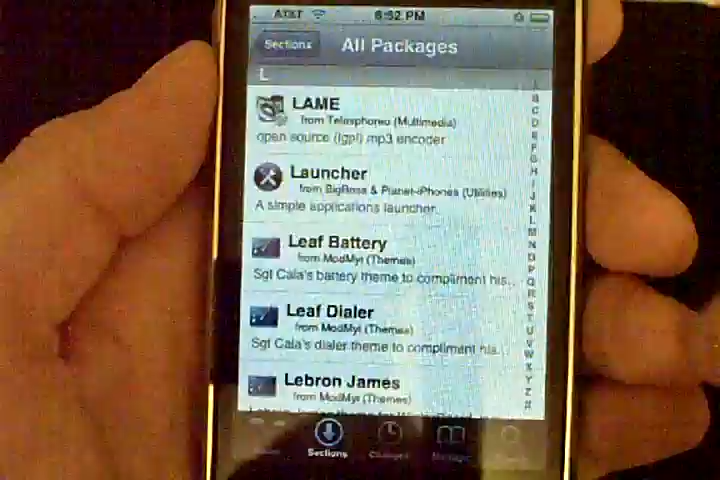 AT&T 6:52 PM
Sections All Packages
L
LAME
from Telesphoreo (Multimedia)
open source (lgpl) mp3 encoder
Launcher
from BigBoss & Planet-iPhones (Utilities)
A simple applications launcher.
Leaf Battery
from ModMyi (Themes)
Sgt Cala's battery theme to compliment his...
Leaf Dialer
from ModMyi (Themes)
Sgt Cala's dialer theme to compliment his...
Lebron James
from ModMyi (Themes)
A
B
C
D
E
F
G
H
I
J
K
L
M
N
O
P
Q
R
S
T
U
V
W
X
Y
Z
#
Sections Changes Manage